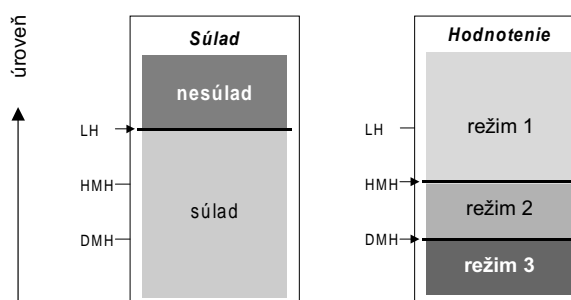 úroveň
Súlad
nesúlad
LH
HMH
súlad
DMH
Hodnotenie
LH
režim 1
HMH
režim 2
DMH
režim 3